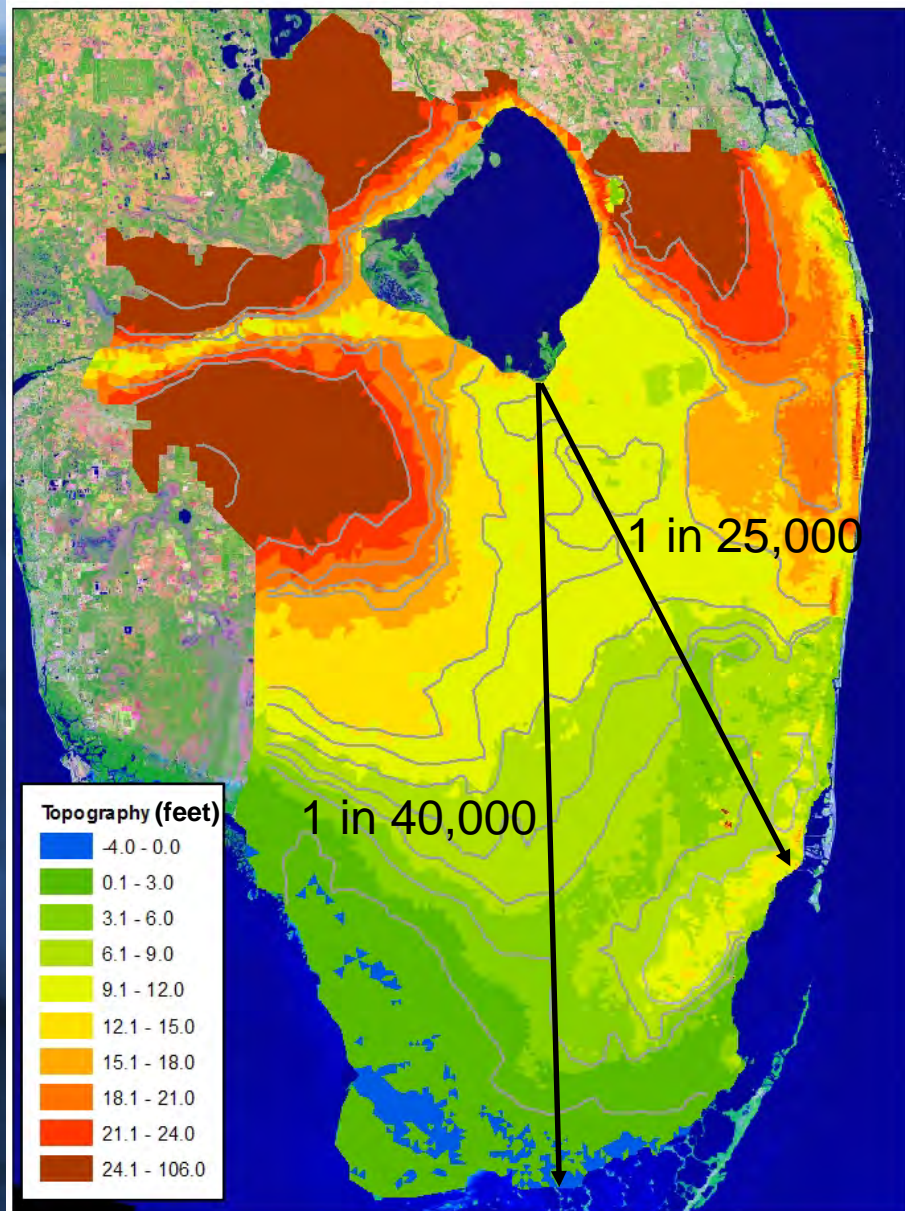 1 in 25,000
1 in 40,000
Topography (feet)
-4.0 - 0.0
0.1 - 3.0
3.1 - 6.0
6.1 - 9.0
9.1 - 12.0
12.1 - 15.0
15.1 - 18.0
18.1 - 21.0
21.1 - 24.0
24.1 - 106.0